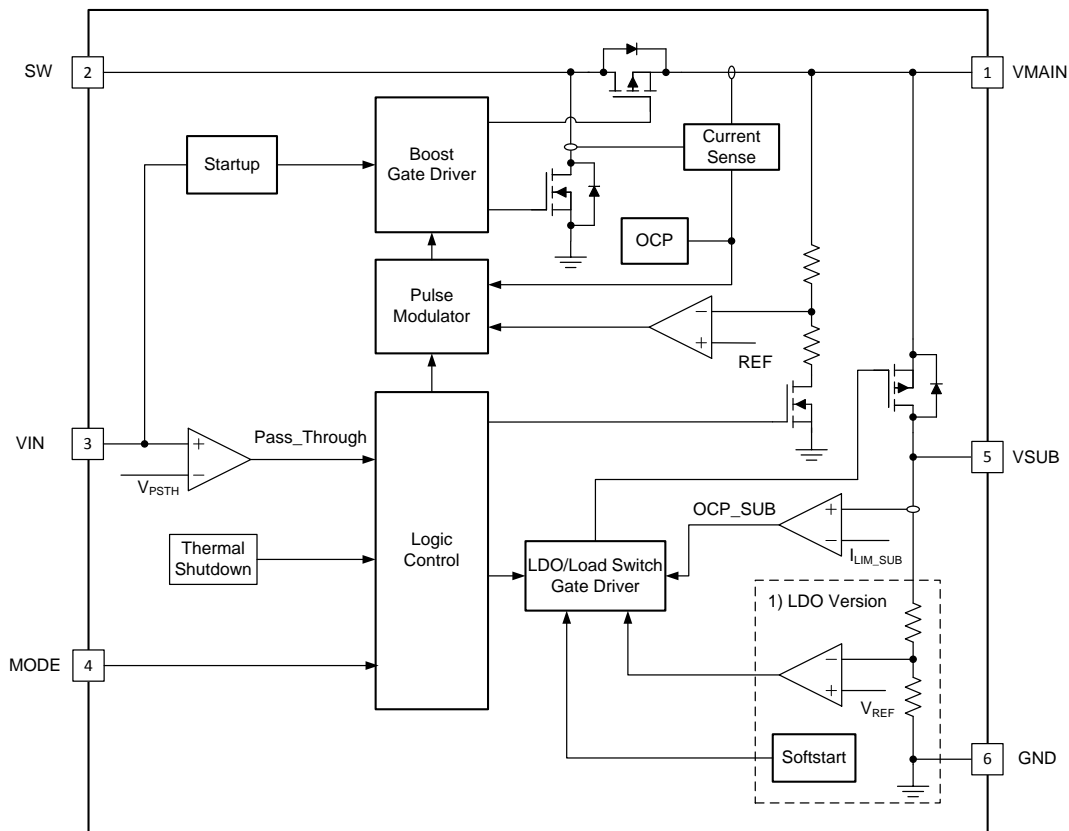 SW
2
1
VMAIN
Startup
Boost
Gate Driver
Current
Sense
OCP
Pulse
Modulator
−
+
REF
VIN
3
+
−
VPSTH
Pass_Through
5
VSUB
OCP_SUB
+
−
ILIM_SUB
Thermal
Shutdown
Logic
Control
LDO/Load Switch
Gate Driver
1) LDO Version
MODE
4
−
+
VREF
Softstart
6
GND